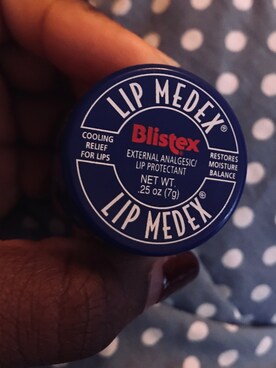 LIP MEDEX®
Blistex
COOLING
RELIEF
FOR LIPS
EXTERNAL ANALGESIC/
LIP PROTECTANT
RESTORES
MOISTURE
BALANCE
NET WT.
.25 oz (7g)
LIP MEDEX®